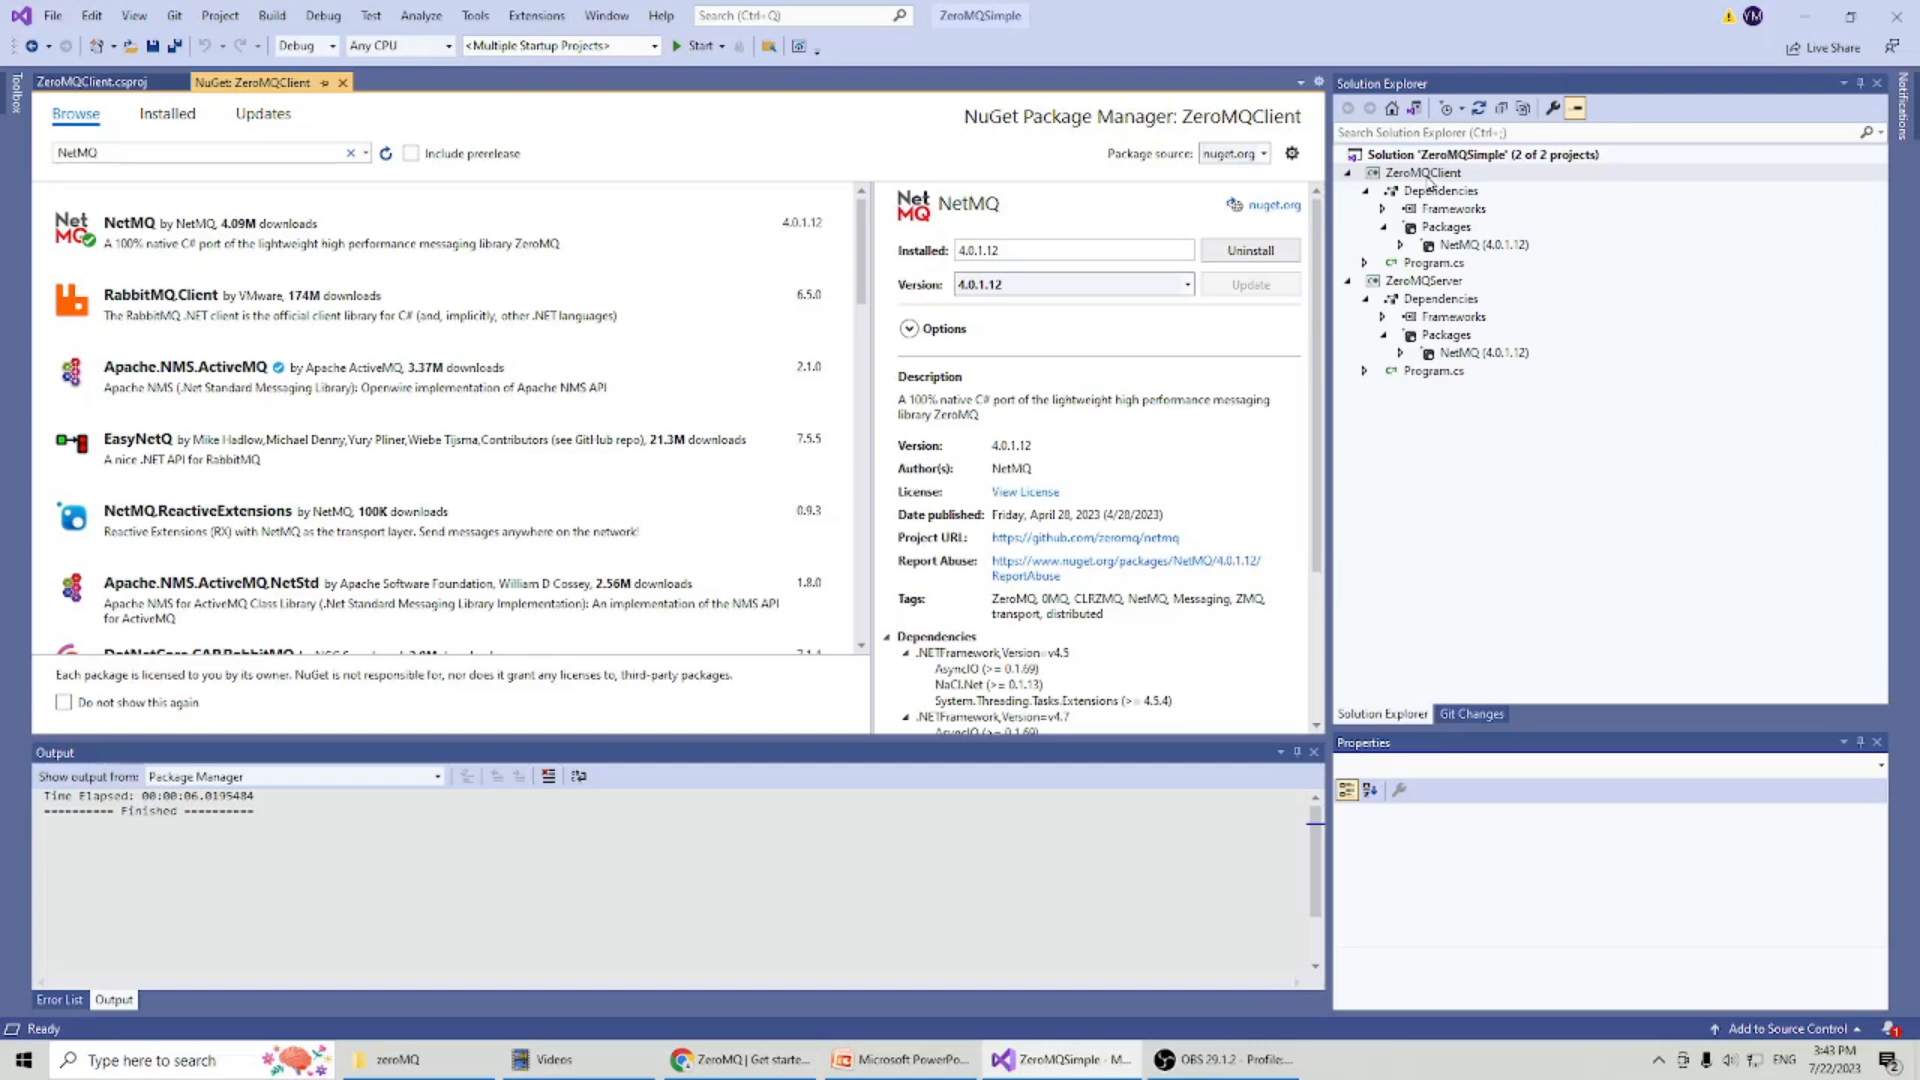 File Edit View Git Project Build Debug Test Analyze Tools Extensions Window Help Search (Ctrl+Q) ZeroMQSimple YM
Debug Any CPU <Multiple Startup Projects> Start Live Share
Toolbox
ZeroMQClient.csproj NuGet: ZeroMQClient
Browse Installed Updates NuGet Package Manager: ZeroMQClient
NetMQ Include prerelease Package source: nuget.org
Net MQ
NetMQ by NetMQ, 4.09M downloads 4.0.1.12
A 100% native C# port of the lightweight high performance messaging library ZeroMQ
RabbitMQ.Client by VMware, 174M downloads 6.5.0
The RabbitMQ .NET client is the official client library for C# (and, implicitly, other .NET languages)
Apache.NMS.ActiveMQ by Apache ActiveMQ, 3.37M downloads 2.1.0
Apache NMS (.Net Standard Messaging Library): Openwire implementation of Apache NMS API
EasyNetQ by Mike Hadlow,Michael Denny,Yury Pliner,Wiebe Tijsma,Contributors (see GitHub repo), 21.3M downloads 7.5.5
A nice .NET API for RabbitMQ
NetMQ.ReactiveExtensions by NetMQ, 100K downloads 0.9.3
Reactive Extensions (RX) with NetMQ as the transport layer. Send messages anywhere on the network!
Apache.NMS.ActiveMQ.NetStd by Apache Software Foundation, William D Cossey, 2.56M downloads 1.8.0
Apache NMS for ActiveMQ Class Library (.Net Standard Messaging Library Implementation): An implementation of the NMS API
for ActiveMQ
Each package is licensed to you by its owner. NuGet is not responsible for, nor does it grant any licenses to, third-party packages.
Do not show this again
Net MQ NetMQ nuget.org
Installed: 4.0.1.12 Uninstall
Version: 4.0.1.12 Update
Options
Description
A 100% native C# port of the lightweight high performance messaging
library ZeroMQ
Version: 4.0.1.12
Author(s): NetMQ
License: View License
Date published: Friday, April 28, 2023 (4/28/2023)
Project URL: https://github.com/zeromq/netmq
Report Abuse: https://www.nuget.org/packages/NetMQ/4.0.1.12/
ReportAbuse
Tags: ZeroMQ, 0MQ, CLRZMQ, NetMQ, Messaging, ZMQ,
transport, distributed
Dependencies
.NETFramework,Version=v4.5
AsyncIO (>= 0.1.69)
NaCl.Net (>= 0.1.13)
System.Threading.Tasks.Extensions (>= 4.5.4)
.NETFramework,Version=v4.7
AsyncIO (>= 0.1.69)
Output
Show output from: Package Manager
Time Elapsed: 00:00:06.0195484
========== Finished ==========
Error List Output
Solution Explorer
Search Solution Explorer (Ctrl+;)
Solution 'ZeroMQSimple' (2 of 2 projects)
ZeroMQClient
Dependencies
Frameworks
Packages
NetMQ (4.0.1.12)
C# Program.cs
ZeroMQServer
Dependencies
Frameworks
Packages
NetMQ (4.0.1.12)
C# Program.cs
Solution Explorer Git Changes
Properties
Notifications
Ready Add to Source Control 1
Type here to search zeroMQ Videos ZeroMQ | Get starte... Microsoft PowerPo... ZeroMQSimple - M... OBS 29.1.2 - Profile:... ENG 3:43 PM
7/22/2023 2